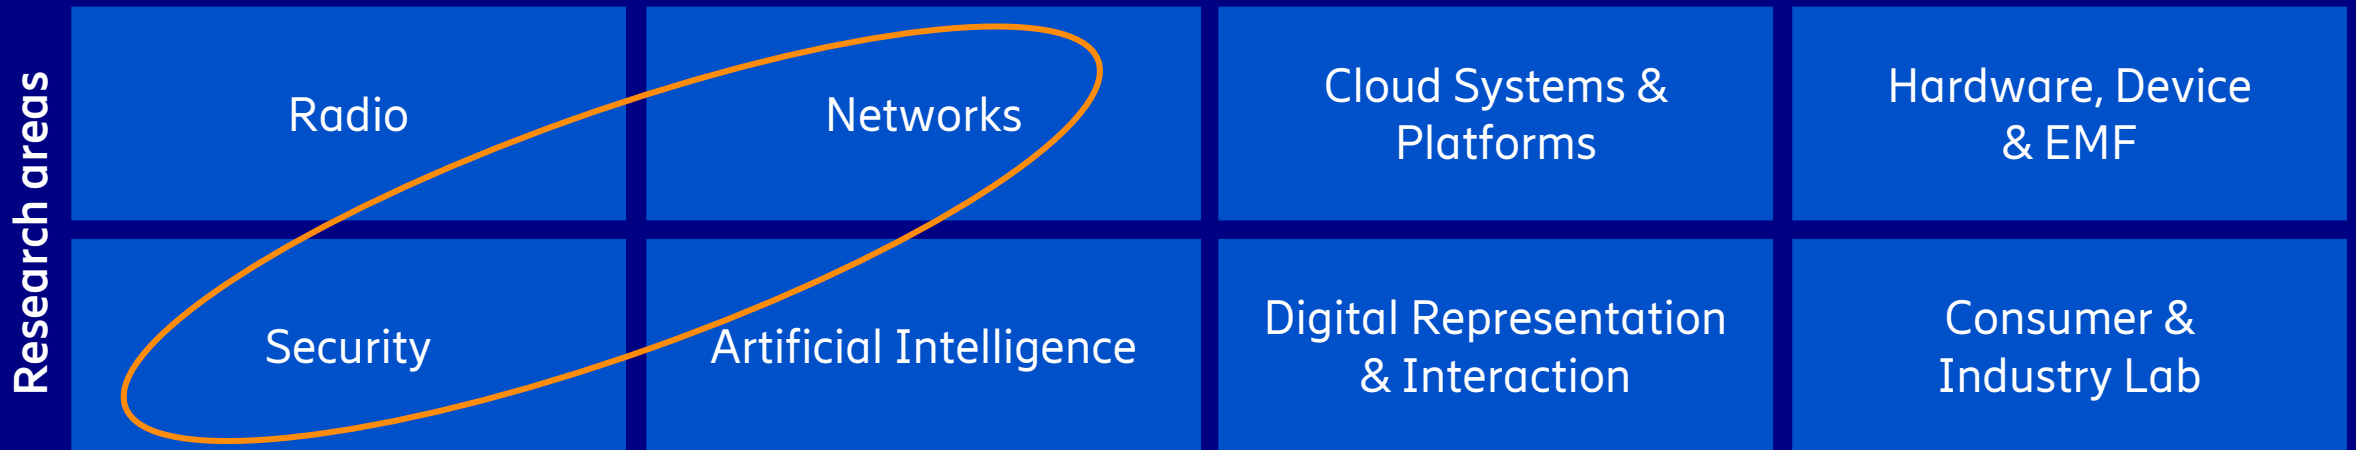 Research areas
Radio
Networks
Cloud Systems &
Platforms
Hardware, Device
& EMF
Security
Artificial Intelligence
Digital Representation
& Interaction
Consumer &
Industry Lab